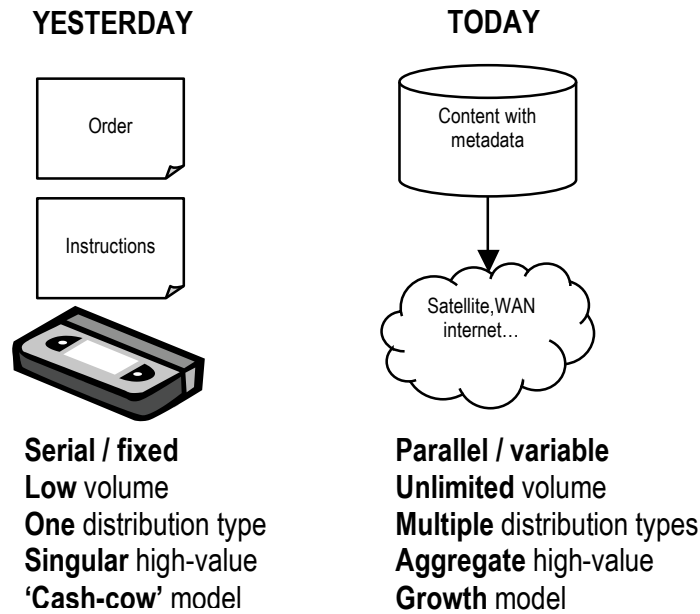 YESTERDAY
Order
Instructions
Serial / fixed
Low volume
One distribution type
Singular high-value
‘Cash-cow’ model
TODAY
Content with
metadata
Satellite,WAN
internet…
Parallel / variable
Unlimited volume
Multiple distribution types
Aggregate high-value
Growth model